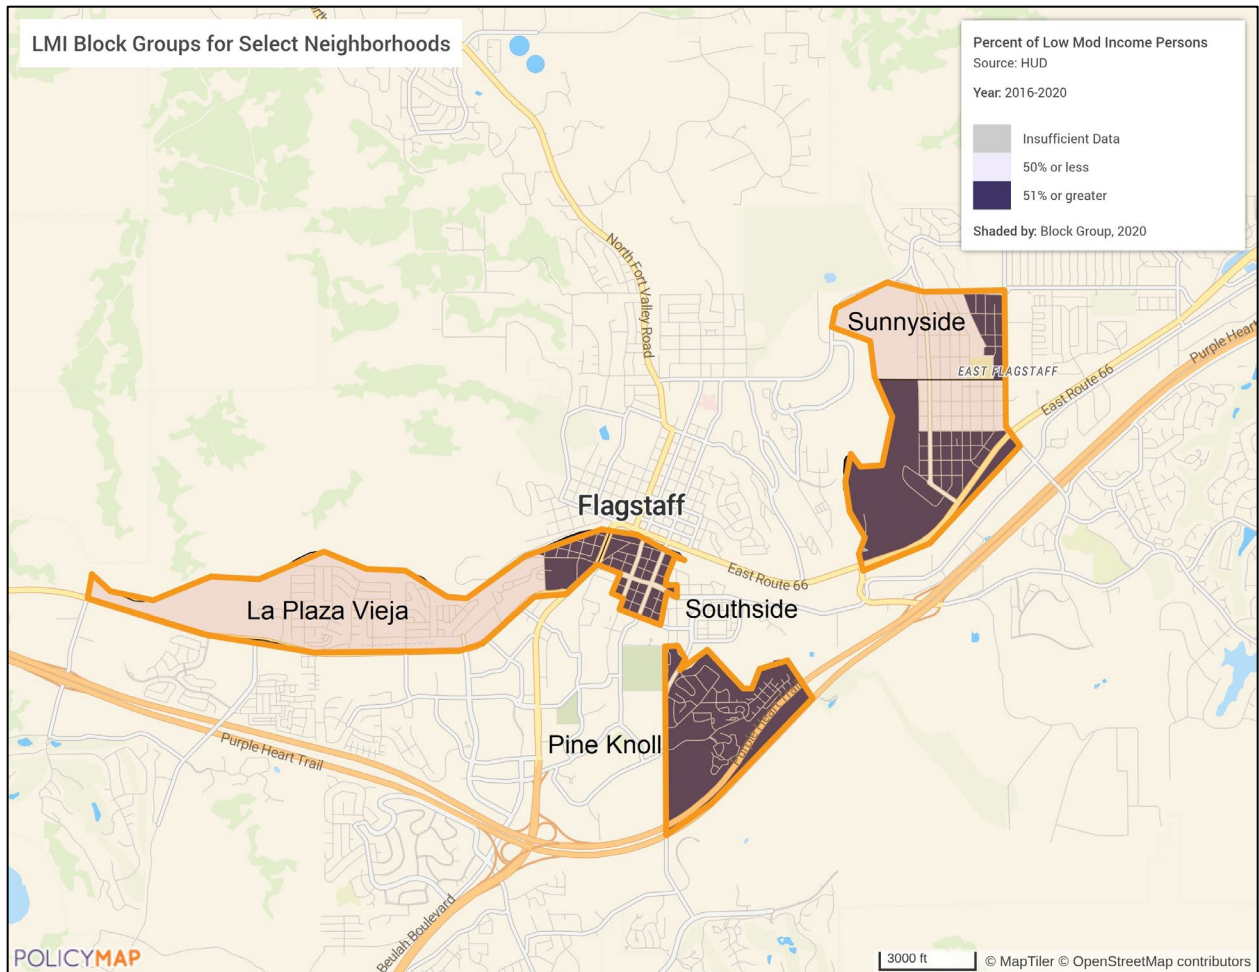 LMI Block Groups for Select Neighborhoods
Percent of Low Mod Income Persons
Source: HUD
Year: 2016-2020
Insufficient Data
50% or less
51% or greater
Shaded by: Block Group, 2020
North Fort Valley Road
Sunnyside
EAST FLAGSTAFF
Purple Heart
East Route 66
Flagstaff
East Route 66
La Plaza Vieja
Southside
Pine Knoll
Purple Heart Trail
Purple Heart Trail
Beulah Boulevard
POLICYMAP
3000 ft
© MapTiler © OpenStreetMap contributors